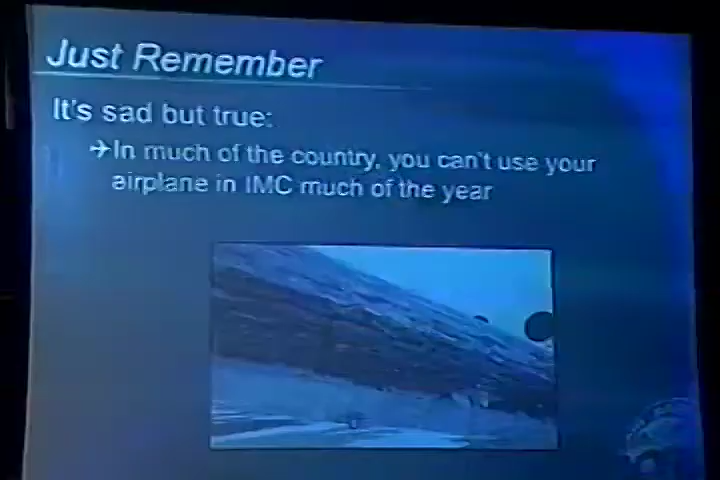 Just Remember
It's sad but true:
In much of the country, you can't use your
airplane in IMC much of the year